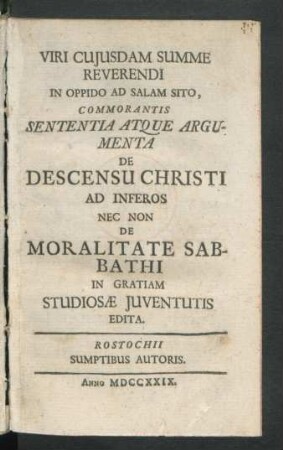 VIRI CUJUSDAM SUMME
REVERENDI
IN OPPIDO AD SALAM SITO,
COMMORANTIS
SENTENTIA ATQUE ARGU-
MENTA
DE
DESCENSU CHRISTI
AD INFEROS
NEC NON
DE
MORALITATE SAB-
BATHI
IN GRATIAM
STUDIOSÆ JUVENTUTIS
EDITA.
ROSTOCHII
SUMPTIBUS AUTORIS.
ANNO MDCCXXIX.